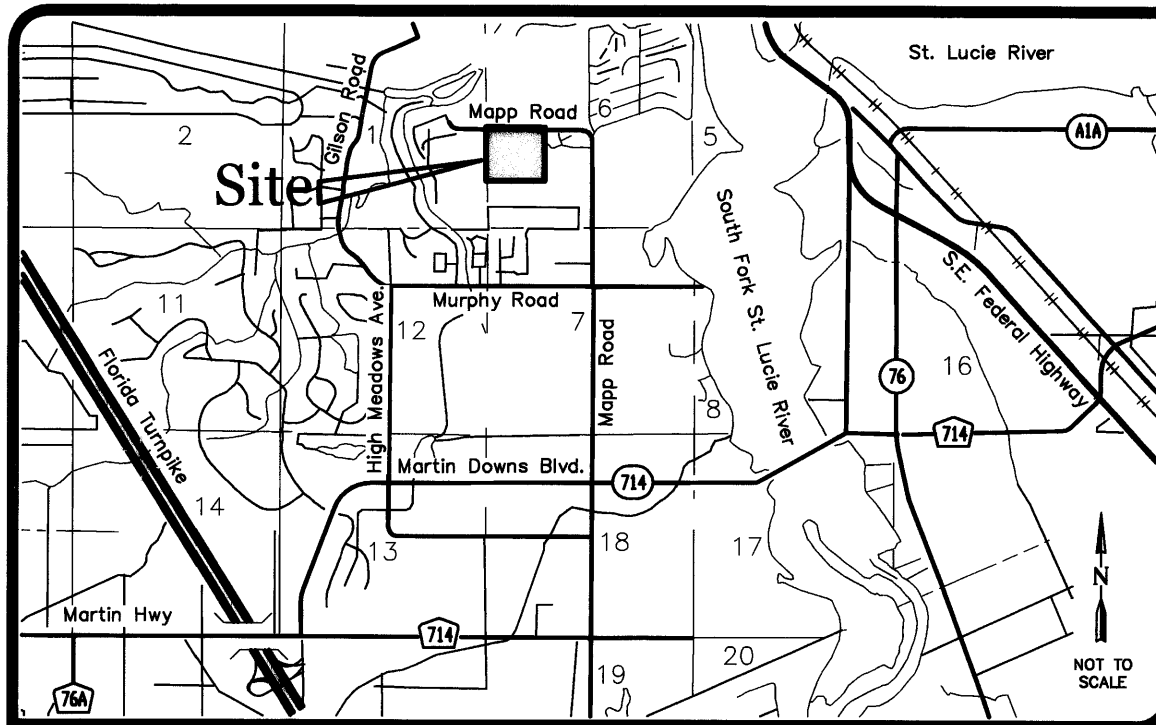 17
St. Lucie River
Gilson Road
6
Mapp Road
2
1
5
A1A
Site
South Fork St. Lucie River
S.E. Federal Highway
11
High Meadows Ave.
Murphy Road
12
7
Mapp Road
Florida Turnpike
76
16
8
714
Martin Downs Blvd.
714
14
13
18
17
N
Martin Hwy
714
20
NOT TO
SCALE
76A
19